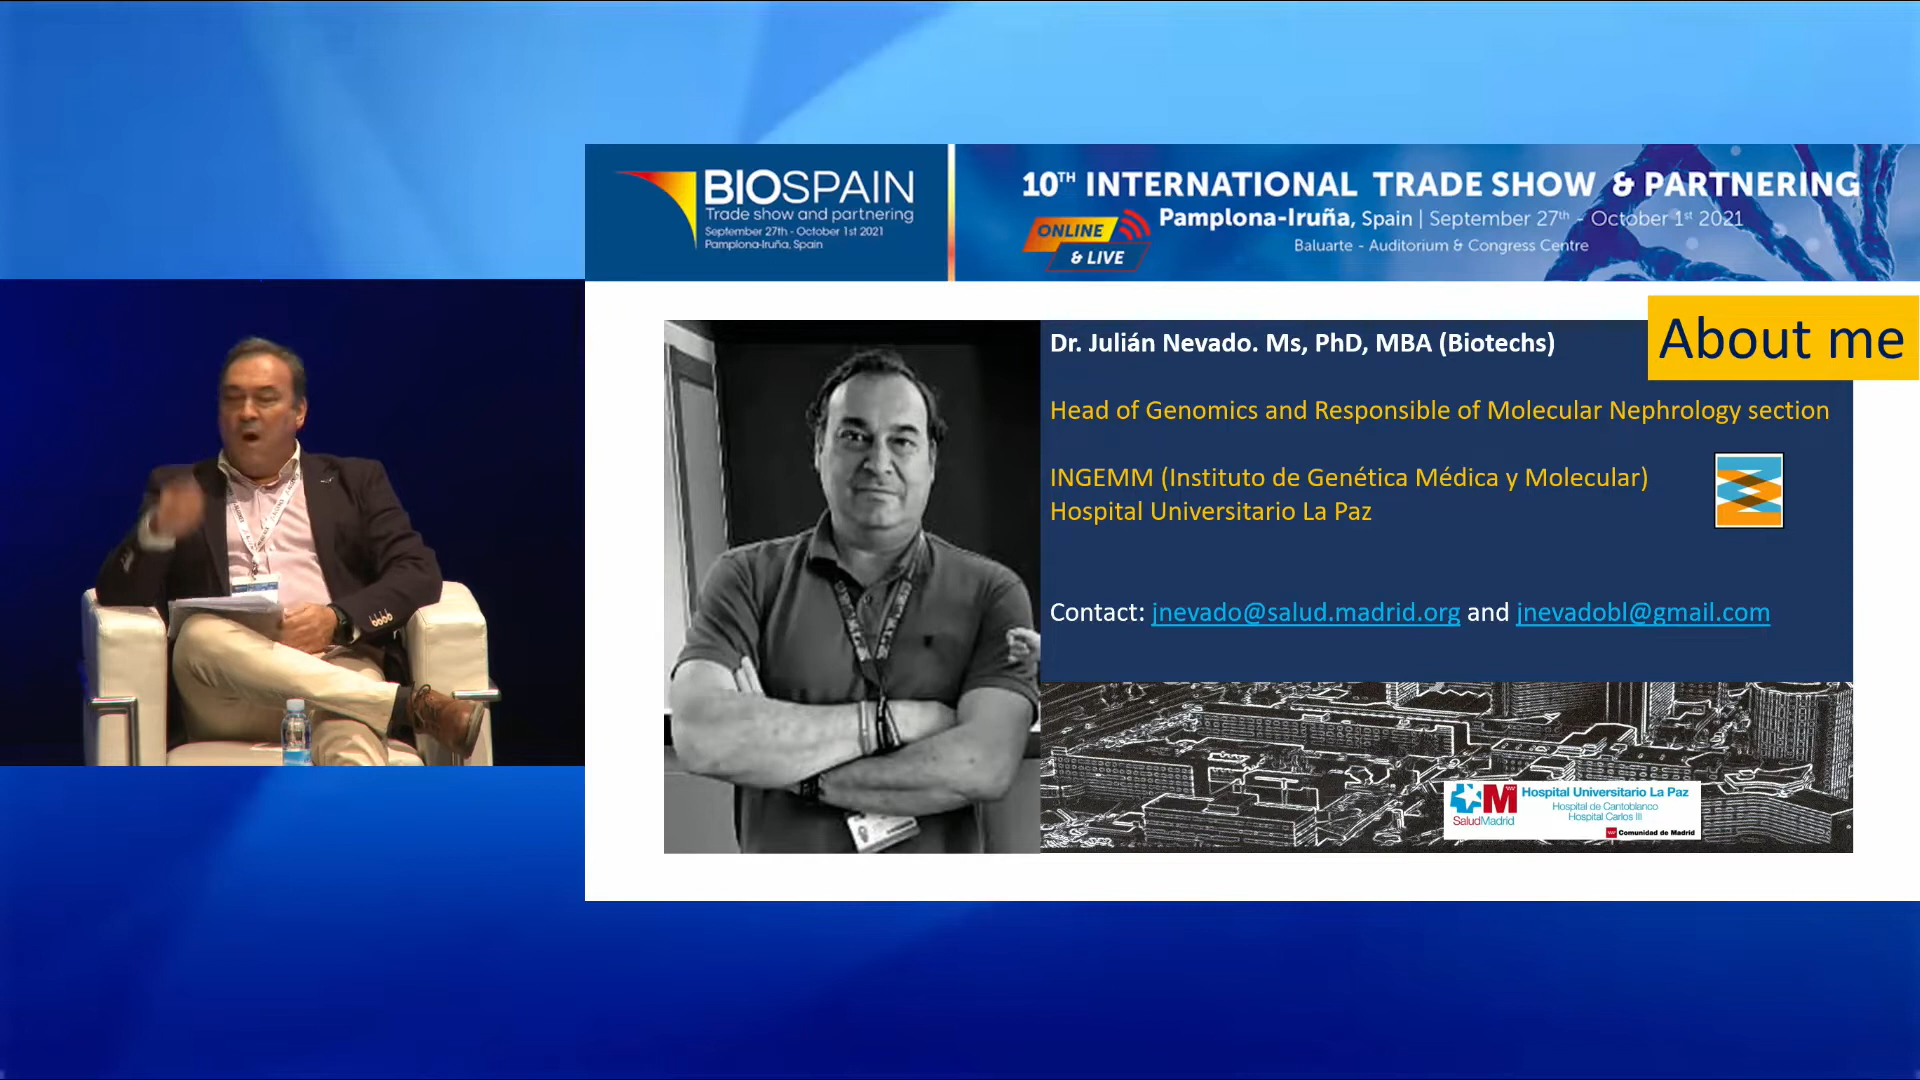 BIOSPAIN
Trade show and partnering
September 27th - October 1st 2021
Pamplona-Iruña, Spain
10TH INTERNATIONAL TRADE SHOW & PARTNERING
ONLINE & LIVE
Pamplona-Iruña, Spain | September 27th - October 1st 2021
Baluarte - Auditorium & Congress Centre
About me
Dr. Julián Nevado. Ms, PhD, MBA (Biotechs)
Head of Genomics and Responsible of Molecular Nephrology section
INGEMM (Instituto de Genética Médica y Molecular)
Hospital Universitario La Paz
Contact: jnevado@salud.madrid.org and jnevadobl@gmail.com
M
SaludMadrid
Hospital Universitario La Paz
Hospital de Cantoblanco
Hospital Carlos III
Comunidad de Madrid